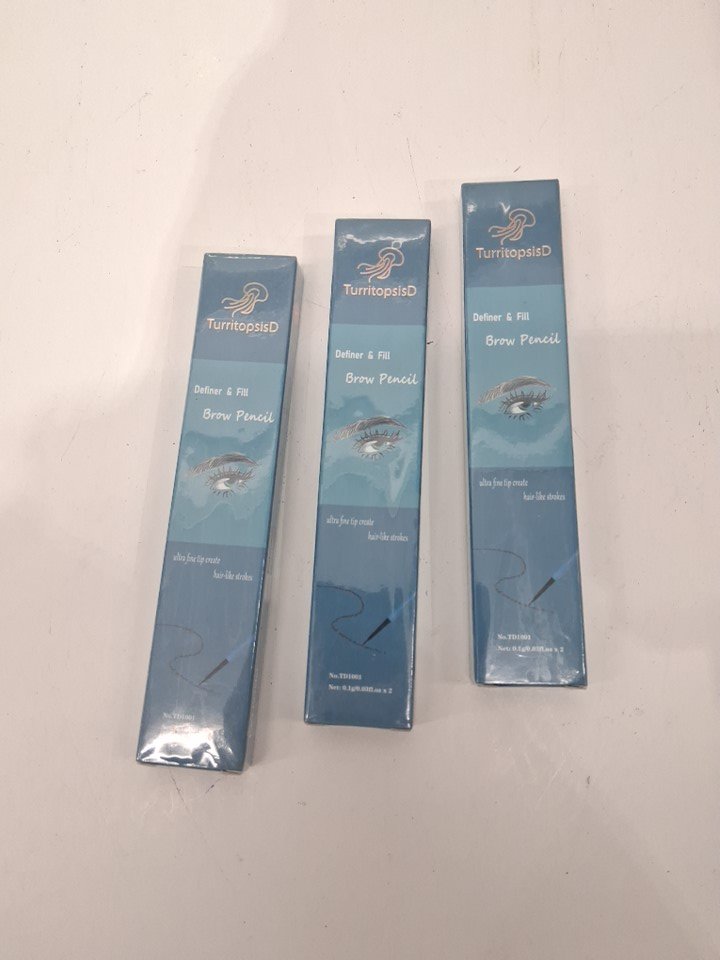 TurritopsisD
Definer & Fill
Brow Pencil
ultra fine tip create
hair-like strokes
No.TD1001
TurritopsisD
Definer & Fill
Brow Pencil
ultra fine tip create
hair-like strokes
No.TD1001
Net: 0.1g/0.03fl.oz x 2
TurritopsisD
Definer & Fill
Brow Pencil
ultra fine tip create
hair-like strokes
No.TD1001
Net: 0.1g/0.03fl.oz x 2